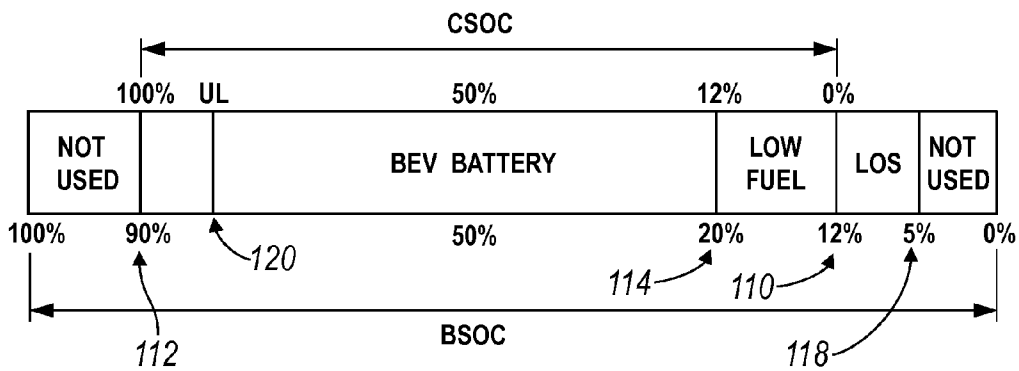 CSOC
100% UL 50% 12% 0%
NOT USED BEV BATTERY LOW FUEL LOS NOT USED
100% 90% 50% 20% 12% 5% 0%
120 114 110
BSOC
112 118